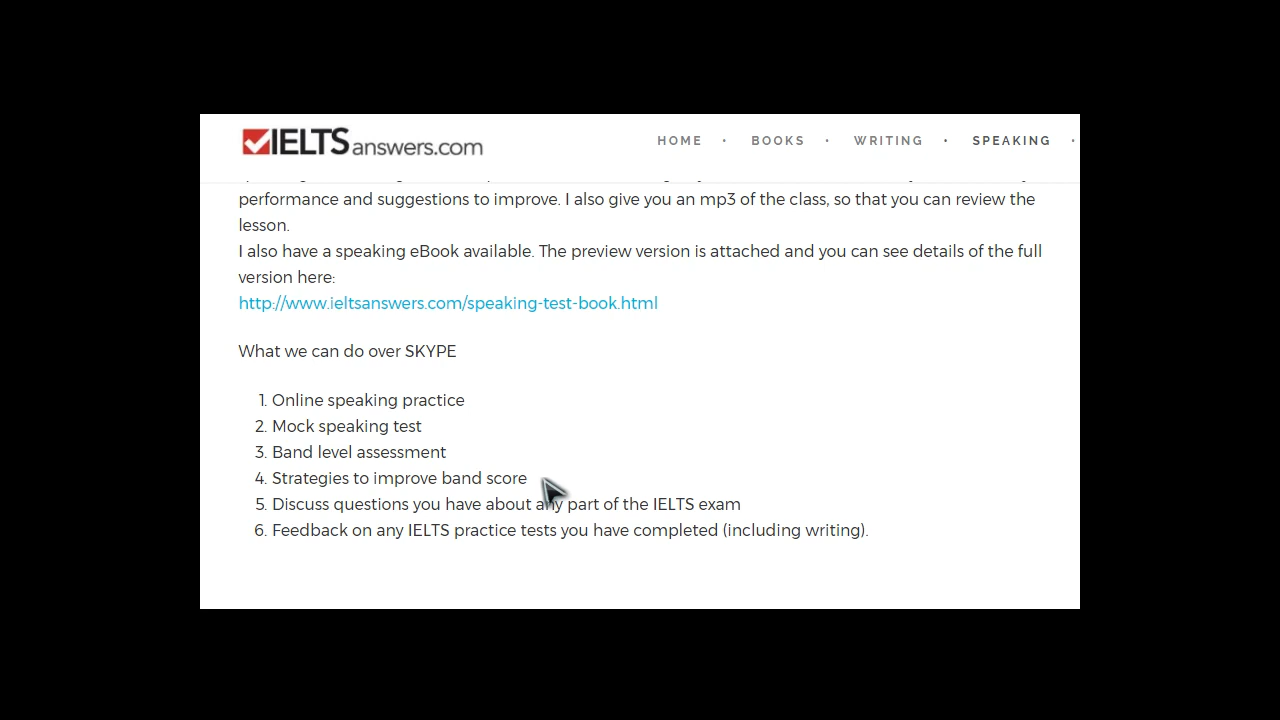 IELTSanswers.com
HOME • BOOKS • WRITING • SPEAKING •
performance and suggestions to improve. I also give you an mp3 of the class, so that you can review the
lesson.
I also have a speaking eBook available. The preview version is attached and you can see details of the full
version here:
http://www.ieltsanswers.com/speaking-test-book.html
What we can do over SKYPE
1. Online speaking practice
2. Mock speaking test
3. Band level assessment
4. Strategies to improve band score
5. Discuss questions you have about any part of the IELTS exam
6. Feedback on any IELTS practice tests you have completed (including writing).